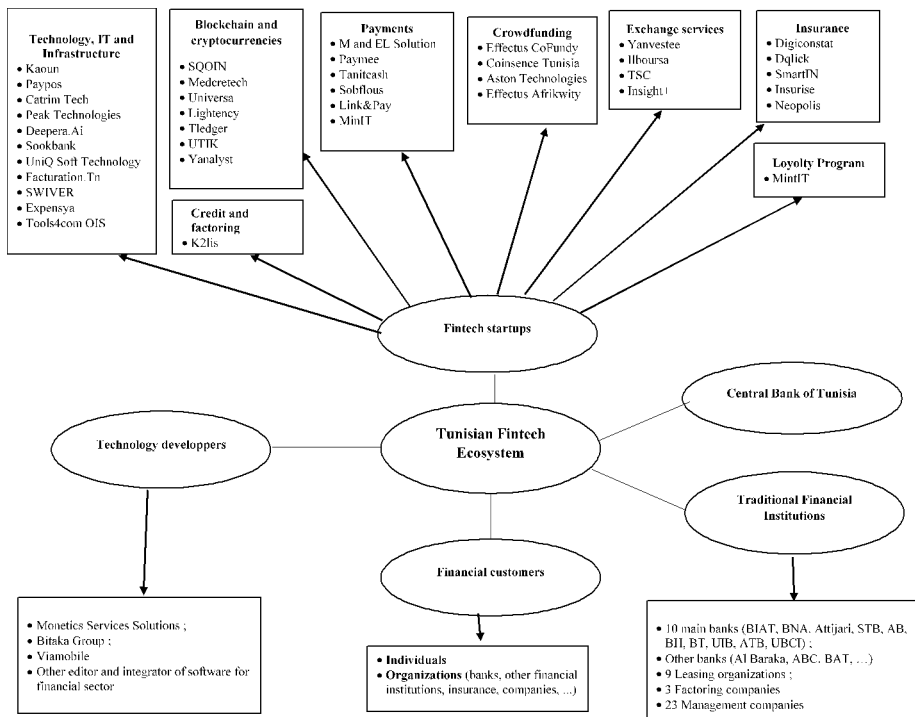 Technology, IT and
Infrastructure
• Kaoun
• Paypos
• Catrim Tech
• Peak Technologies
• Deepera.Ai
• Sookbank
• UniQ Soft Technology
• Facturation.Tn
• SWIVER
• Expensya
• Tools4com OIS
Blockchain and
cryptocurrencies
• SQOIN
• Medcretech
• Universa
• Lightency
• Tledger
• UTIK
• Yanalyst
Credit and
factoring
• K2lis
Payments
• M and EL Solution
• Paymee
• Tanitcash
• Sobflous
• Link&Pay
• MinIT
Crowdfunding
• Effectus CoFundy
• Coinsence Tunisia
• Aston Technologies
• Effectus Afrikwity
Exchange services
• Yanvestee
• Ilboursa
• TSC
• Insight+
Insurance
• Digiconstat
• Dqlick
• SmartIN
• Insurise
• Neopolis
Loyolty Program
• MintIT
Fintech startups
Central Bank of Tunisia
Technology developpers
Tunisian Fintech
Ecosystem
Traditional Financial
Institutions
Financial customers
• Monetics Services Solutions ;
• Bitaka Group ;
• Viamobile
• Other editor and integrator of software for
financial sector
• Individuals
• Organizations (banks, other financial
institutions, insurance, companies, ...)
• 10 main banks (BIAT, BNA. Attijari, STB, AB,
BH, BT, UIB, ATB, UBCI) ;
• Other banks (Al Baraka, ABC. BAT, …)
• 9 Leasing organizations ;
• 3 Factoring companies
• 23 Management companies